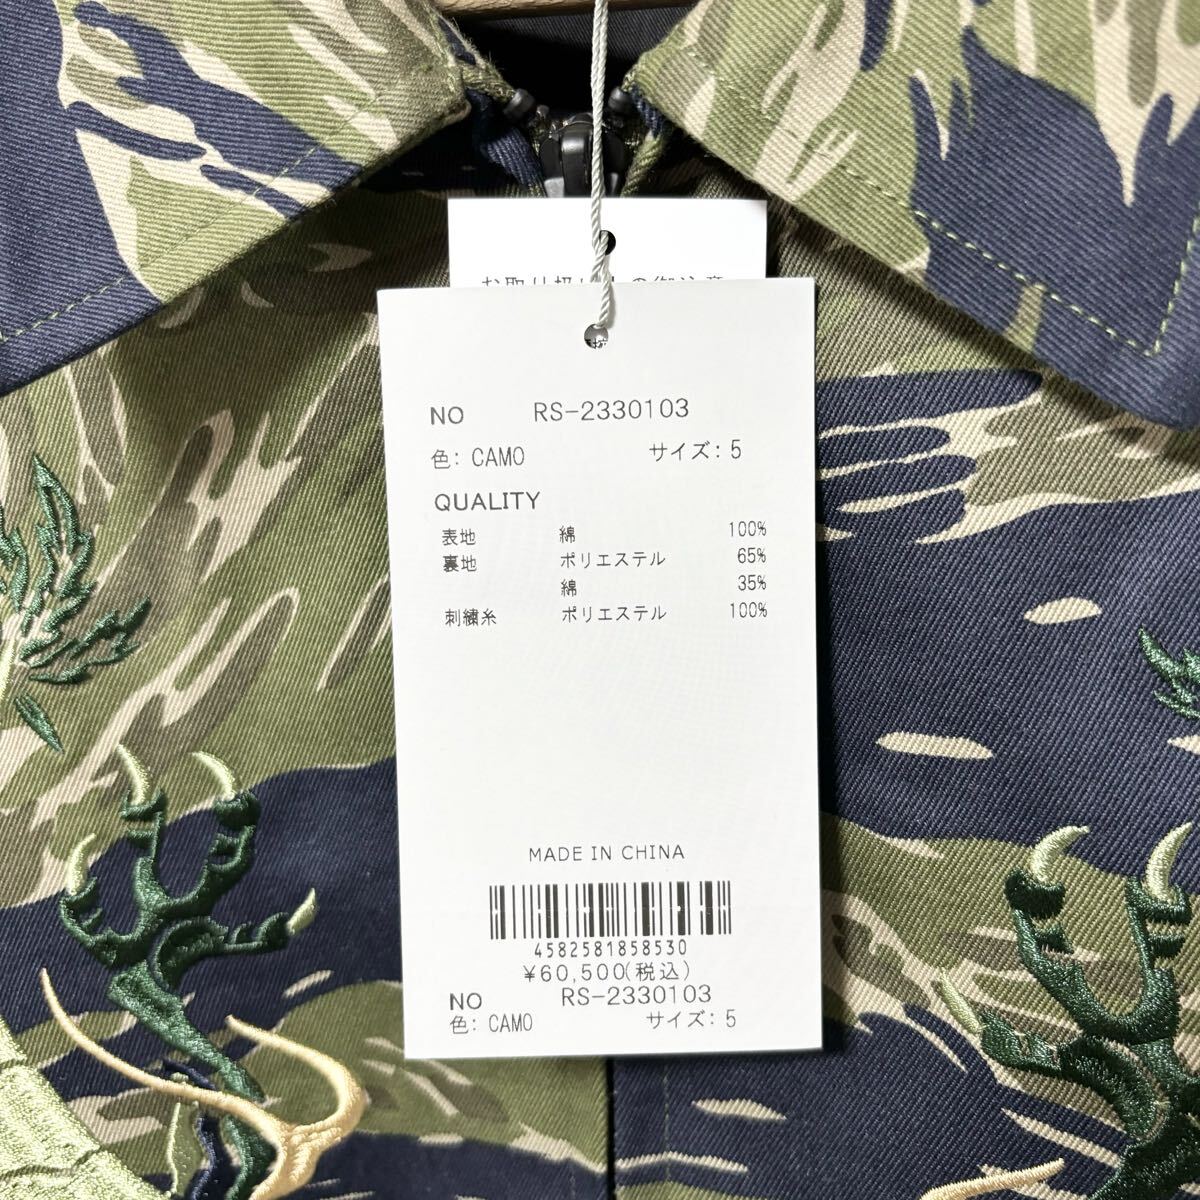 NO RS-2330103
色: CAMO サイズ: 5
QUALITY
表地 綿 100%
裏地 ポリエステル 65%
綿 35%
刺繍糸 ポリエステル 100%
MADE IN CHINA
4582581858530
¥60,500(税込)
NO RS-2330103
色: CAMO サイズ: 5